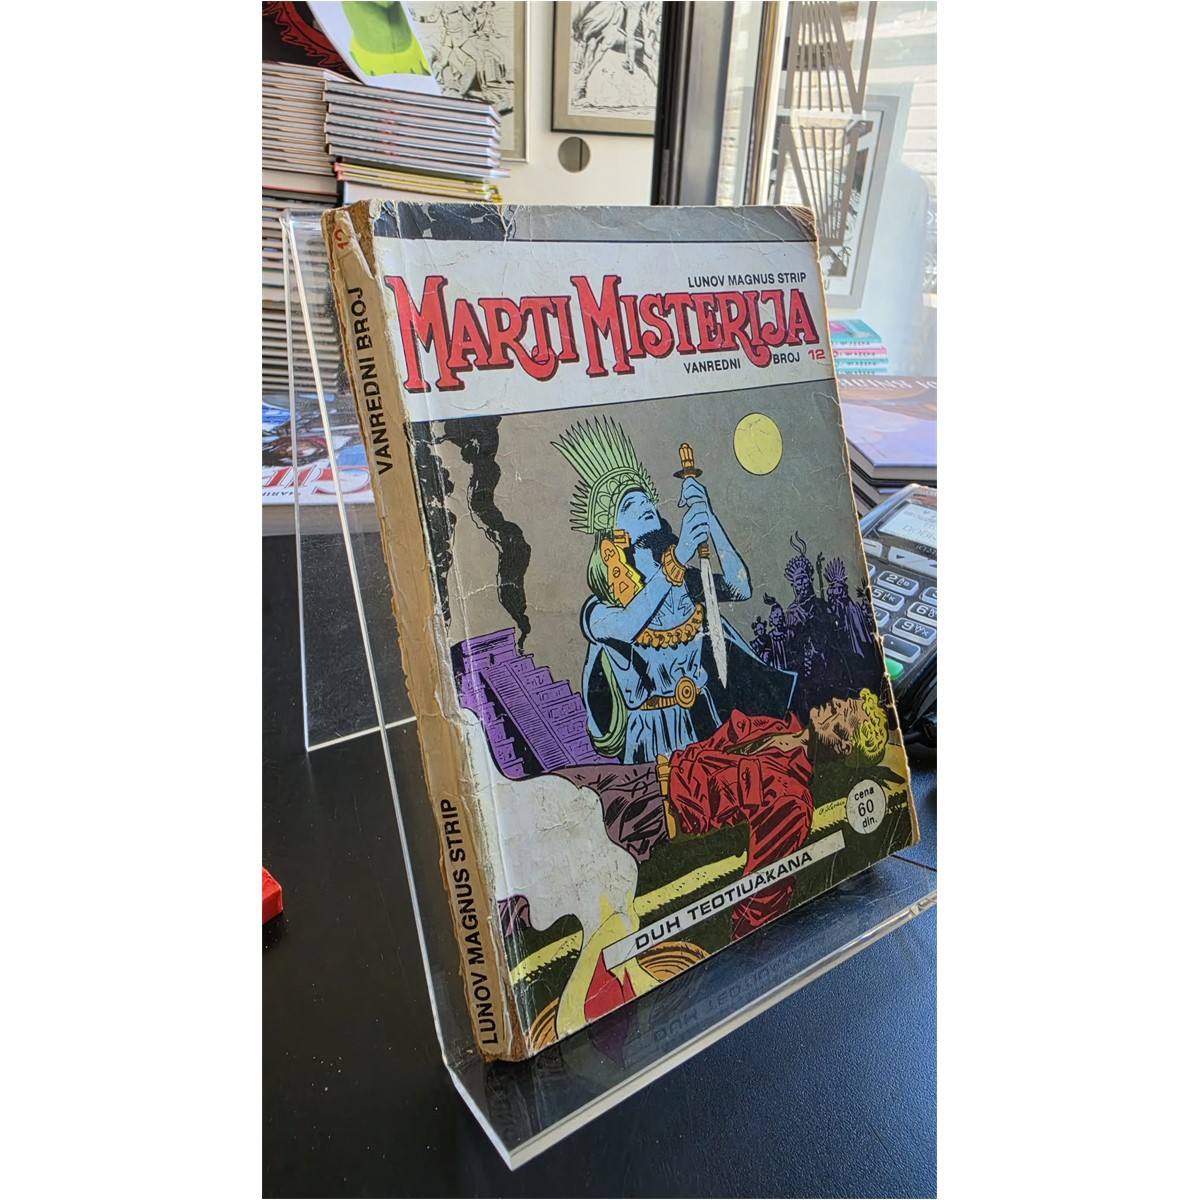 LUNOV MAGNUS STRIP
MARTI MISTERIJA
VANREDNI BROJ 12
cena
60
din.
DUH TEOTIUAKANA
12
VANREDNI BROJ
LUNOV MAGNUS STRIP